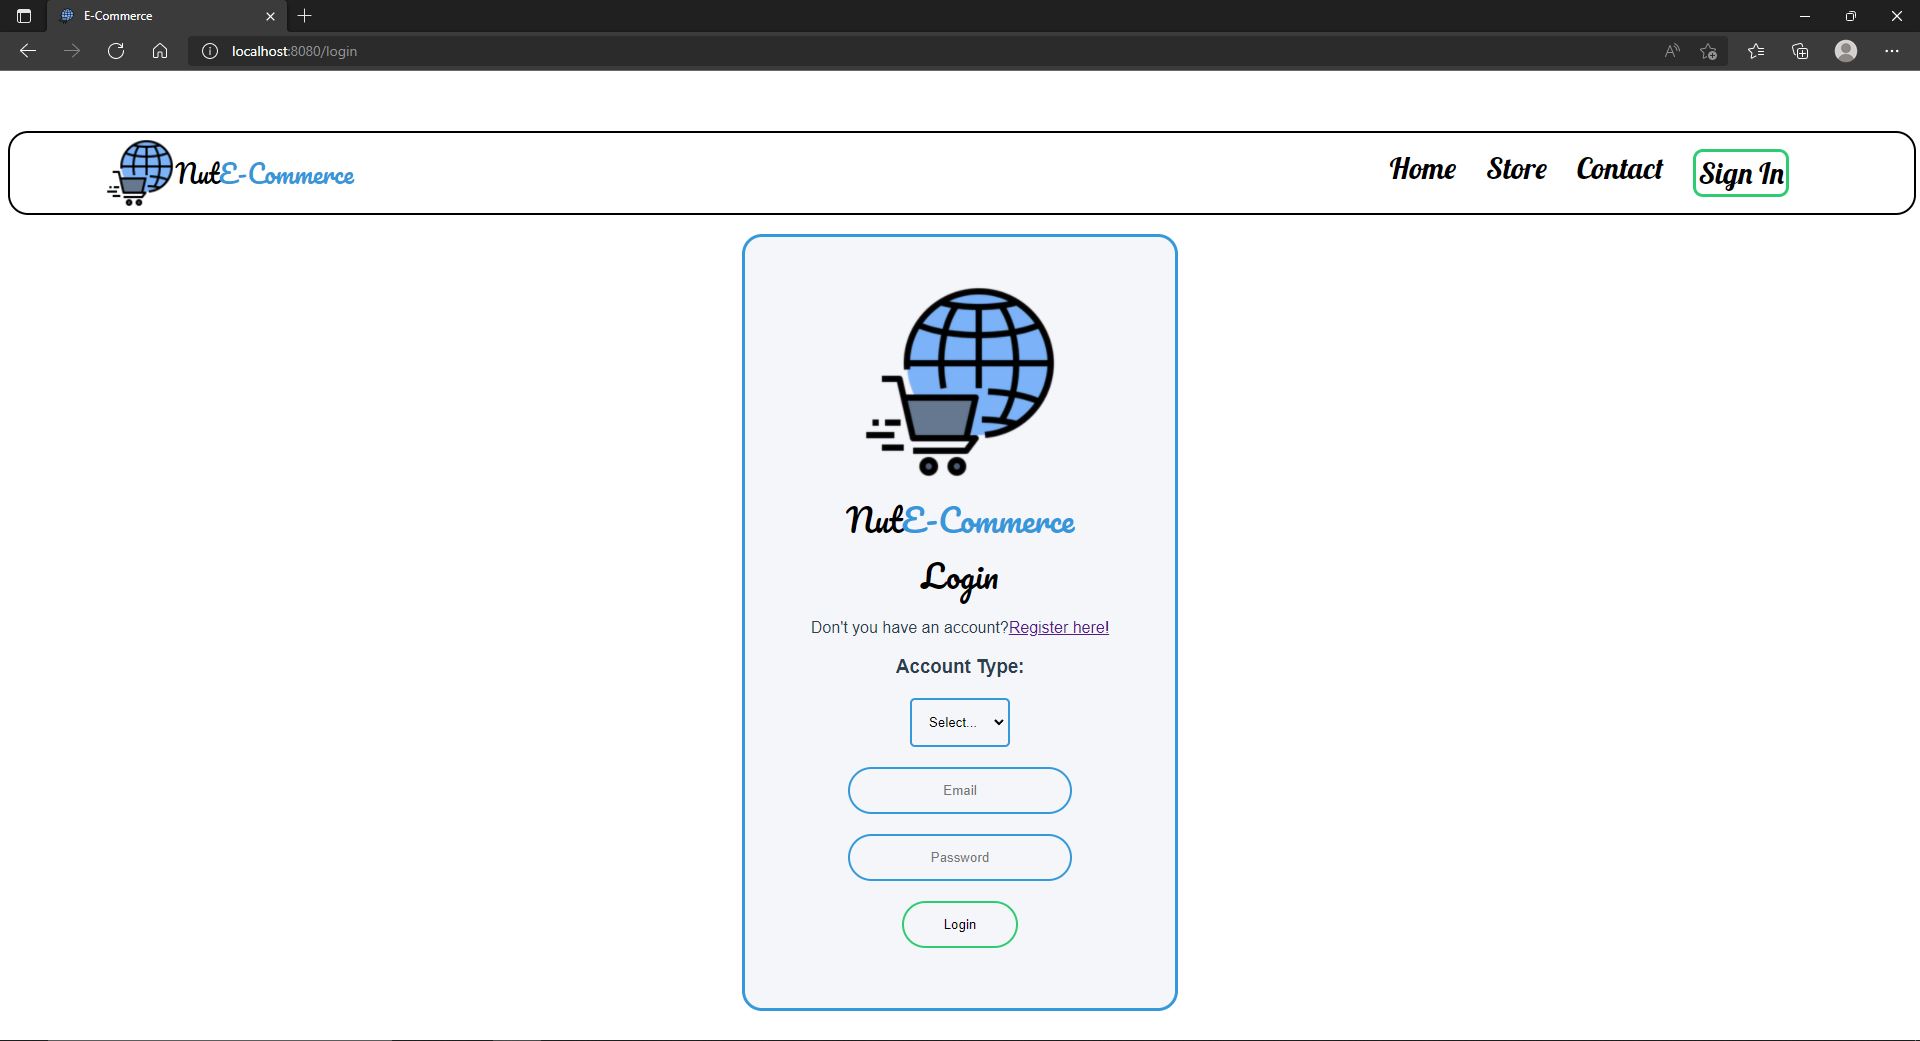 E-Commerce
localhost:8080/login
NutE-Commerce
Home Store Contact Sign In
NutE-Commerce
Login
Don't you have an account?Register here!
Account Type:
Select...
Email
Password
Login